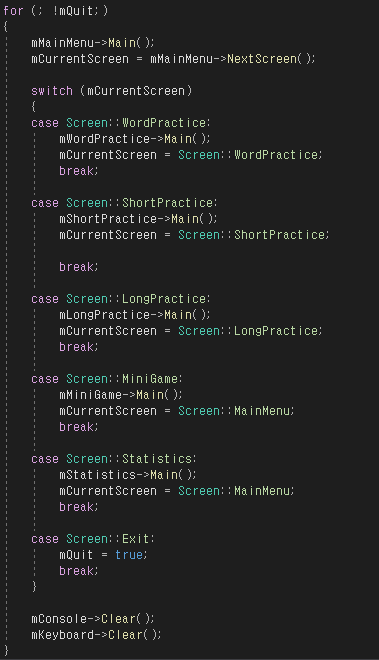 for (; !mQuit; )
{
mMainMenu->Main();
mCurrentScreen = mMainMenu->NextScreen();
switch (mCurrentScreen)
{
case Screen::WordPractice:
mWordPractice->Main();
mCurrentScreen = Screen::WordPractice;
break;
case Screen::ShortPractice:
mShortPractice->Main();
mCurrentScreen = Screen::ShortPractice;
break;
case Screen::LongPractice:
mLongPractice->Main();
mCurrentScreen = Screen::LongPractice;
break;
case Screen::MiniGame:
mMiniGame->Main();
mCurrentScreen = Screen::MainMenu;
break;
case Screen::Statistics:
mStatistics->Main();
mCurrentScreen = Screen::MainMenu;
break;
case Screen::Exit:
mQuit = true;
break;
}
mConsole->Clear();
mKeyboard->Clear();
}